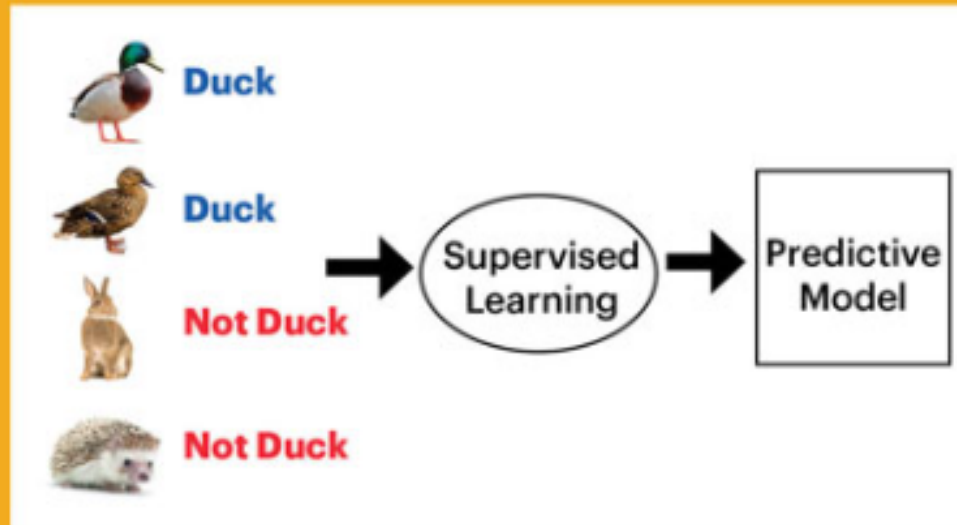 Duck
Duck
Not Duck
Not Duck
Supervised
Learning
Predictive
Model